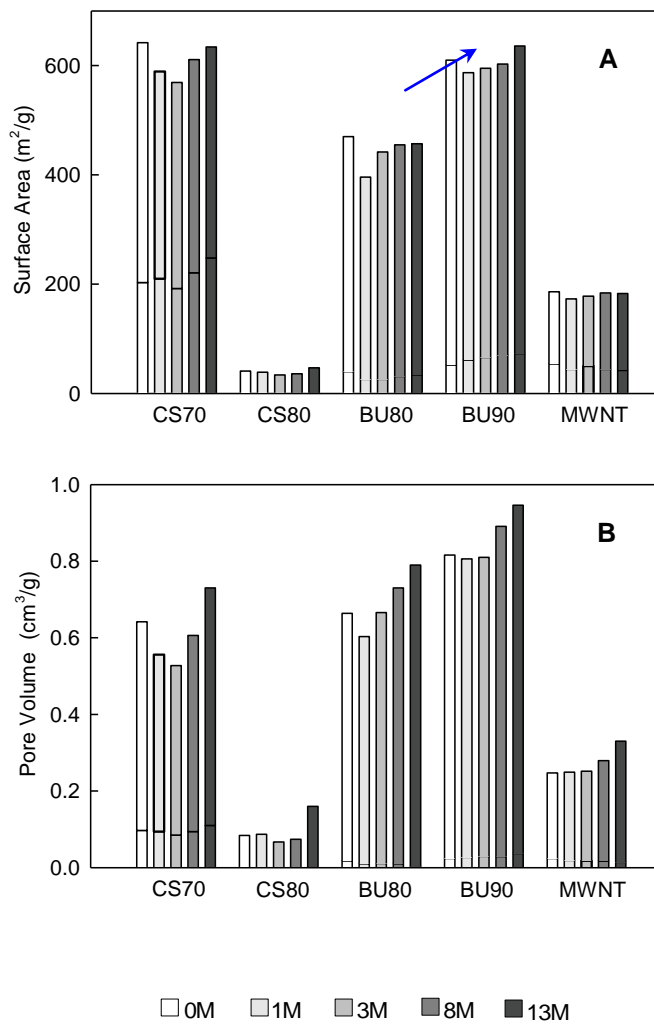 A
Surface Area (m²/g)
600
400
200
0
CS70 CS80 BU80 BU90 MWNT
B
Pore Volume (cm³/g)
1.0
0.8
0.6
0.4
0.2
0.0
CS70 CS80 BU80 BU90 MWNT
0M 1M 3M 8M 13M